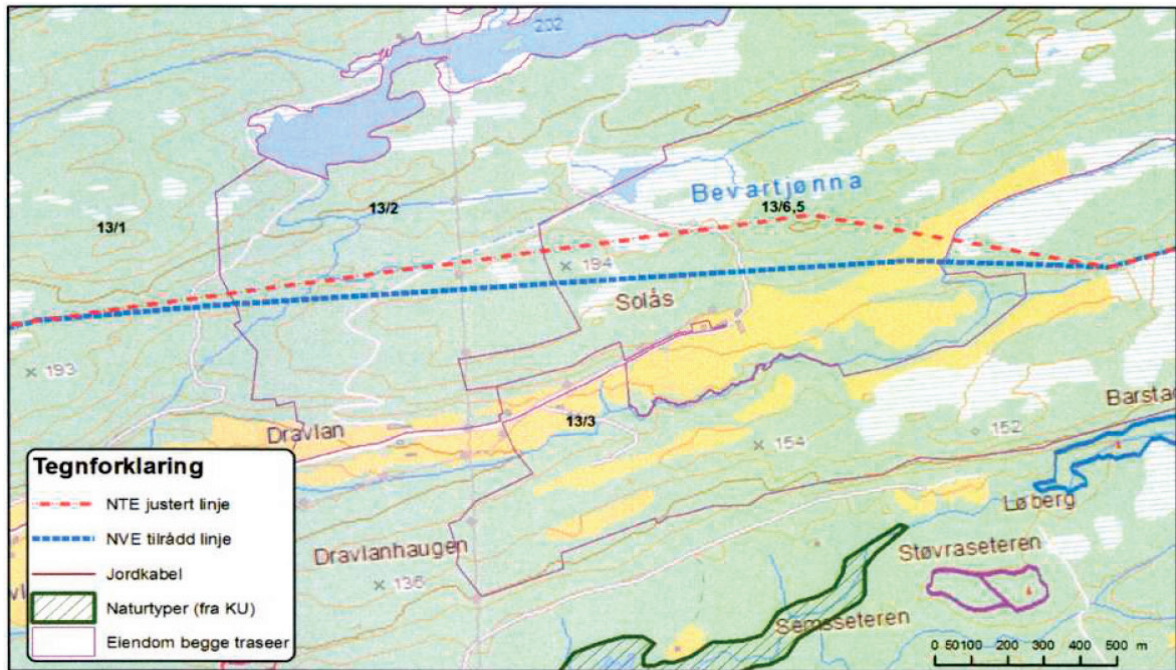 202
Bevartjønna
13/6,5
13/2
13/1
194
Solås
193
13/3
Dravlan
154
152
Barstad
Løberg
Dravlanhaugen
136
Støvraseteren
Semsseteren
Tegnforklaring
NTE justert linje
NVE tilrådd linje
Jordkabel
Naturtyper (fra KU)
Eiendom begge traseer
0 50100 200 300 400 500 m